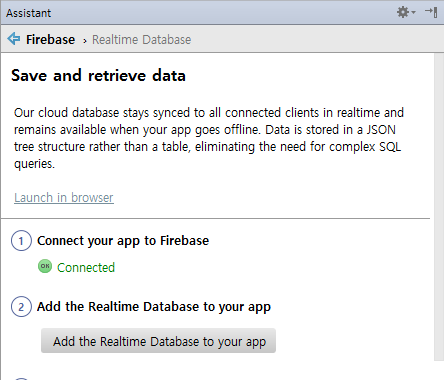 Assistant
Firebase › Realtime Database
Save and retrieve data
Our cloud database stays synced to all connected clients in realtime and
remains available when your app goes offline. Data is stored in a JSON
tree structure rather than a table, eliminating the need for complex SQL
queries.
Launch in browser
1 Connect your app to Firebase
ON Connected
2 Add the Realtime Database to your app
Add the Realtime Database to your app